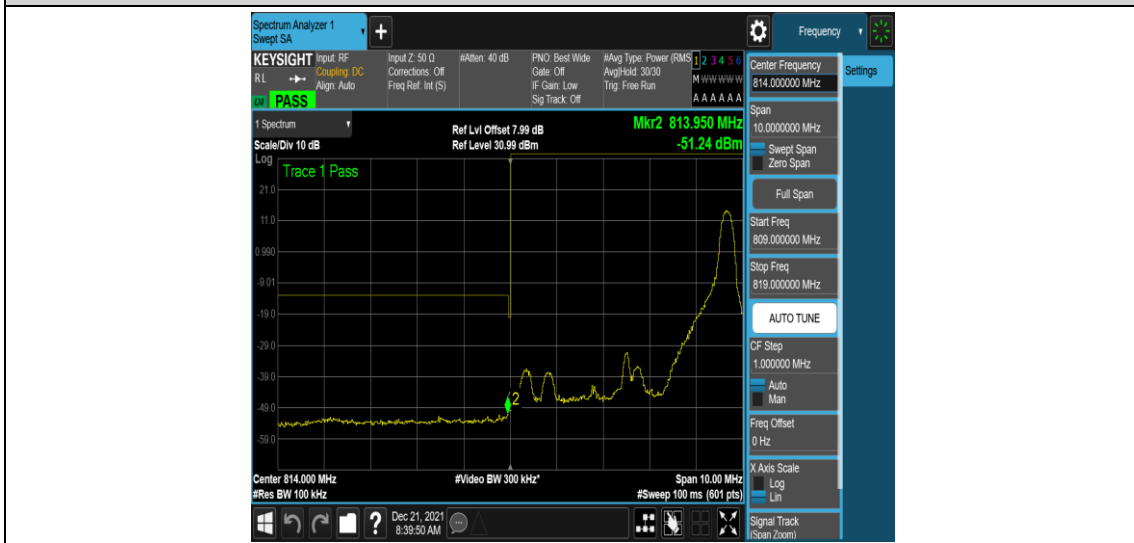 Spectrum Analyzer 1
Swept SA
+
Frequency
KEYSIGHT
RL
LXI
PASS
Input: RF
Coupling: DC
Align: Auto
Input Z: 50 Ω
Corrections: Off
Freq Ref: Int (S)
#Atten: 40 dB
PNO: Best Wide
Gate: Off
IF Gain: Low
Sig Track: Off
#Avg Type: Power (RMS
Avg|Hold: 30/30
Trig: Free Run
1 2 3 4 5 6
M W W W W W
A A A A A A
1 Spectrum
Scale/Div 10 dB
Ref Lvl Offset 7.99 dB
Ref Level 30.99 dBm
Mkr2 813.950 MHz
-51.24 dBm
Log
Trace 1 Pass
21.0
11.0
0.990
-9.01
-19.0
-29.0
-39.0
-49.0
-59.0
2
Center 814.000 MHz
#Res BW 100 kHz
#Video BW 300 kHz*
Span 10.00 MHz
#Sweep 100 ms (601 pts)
?
Dec 21, 2021
8:39:50 AM
Center Frequency
814.000000 MHz
Settings
Span
10.0000000 MHz
Swept Span
Zero Span
Full Span
Start Freq
809.000000 MHz
Stop Freq
819.000000 MHz
AUTO TUNE
CF Step
1.000000 MHz
Auto
Man
Freq Offset
0 Hz
X Axis Scale
Log
Lin
Signal Track
(Span Zoom)